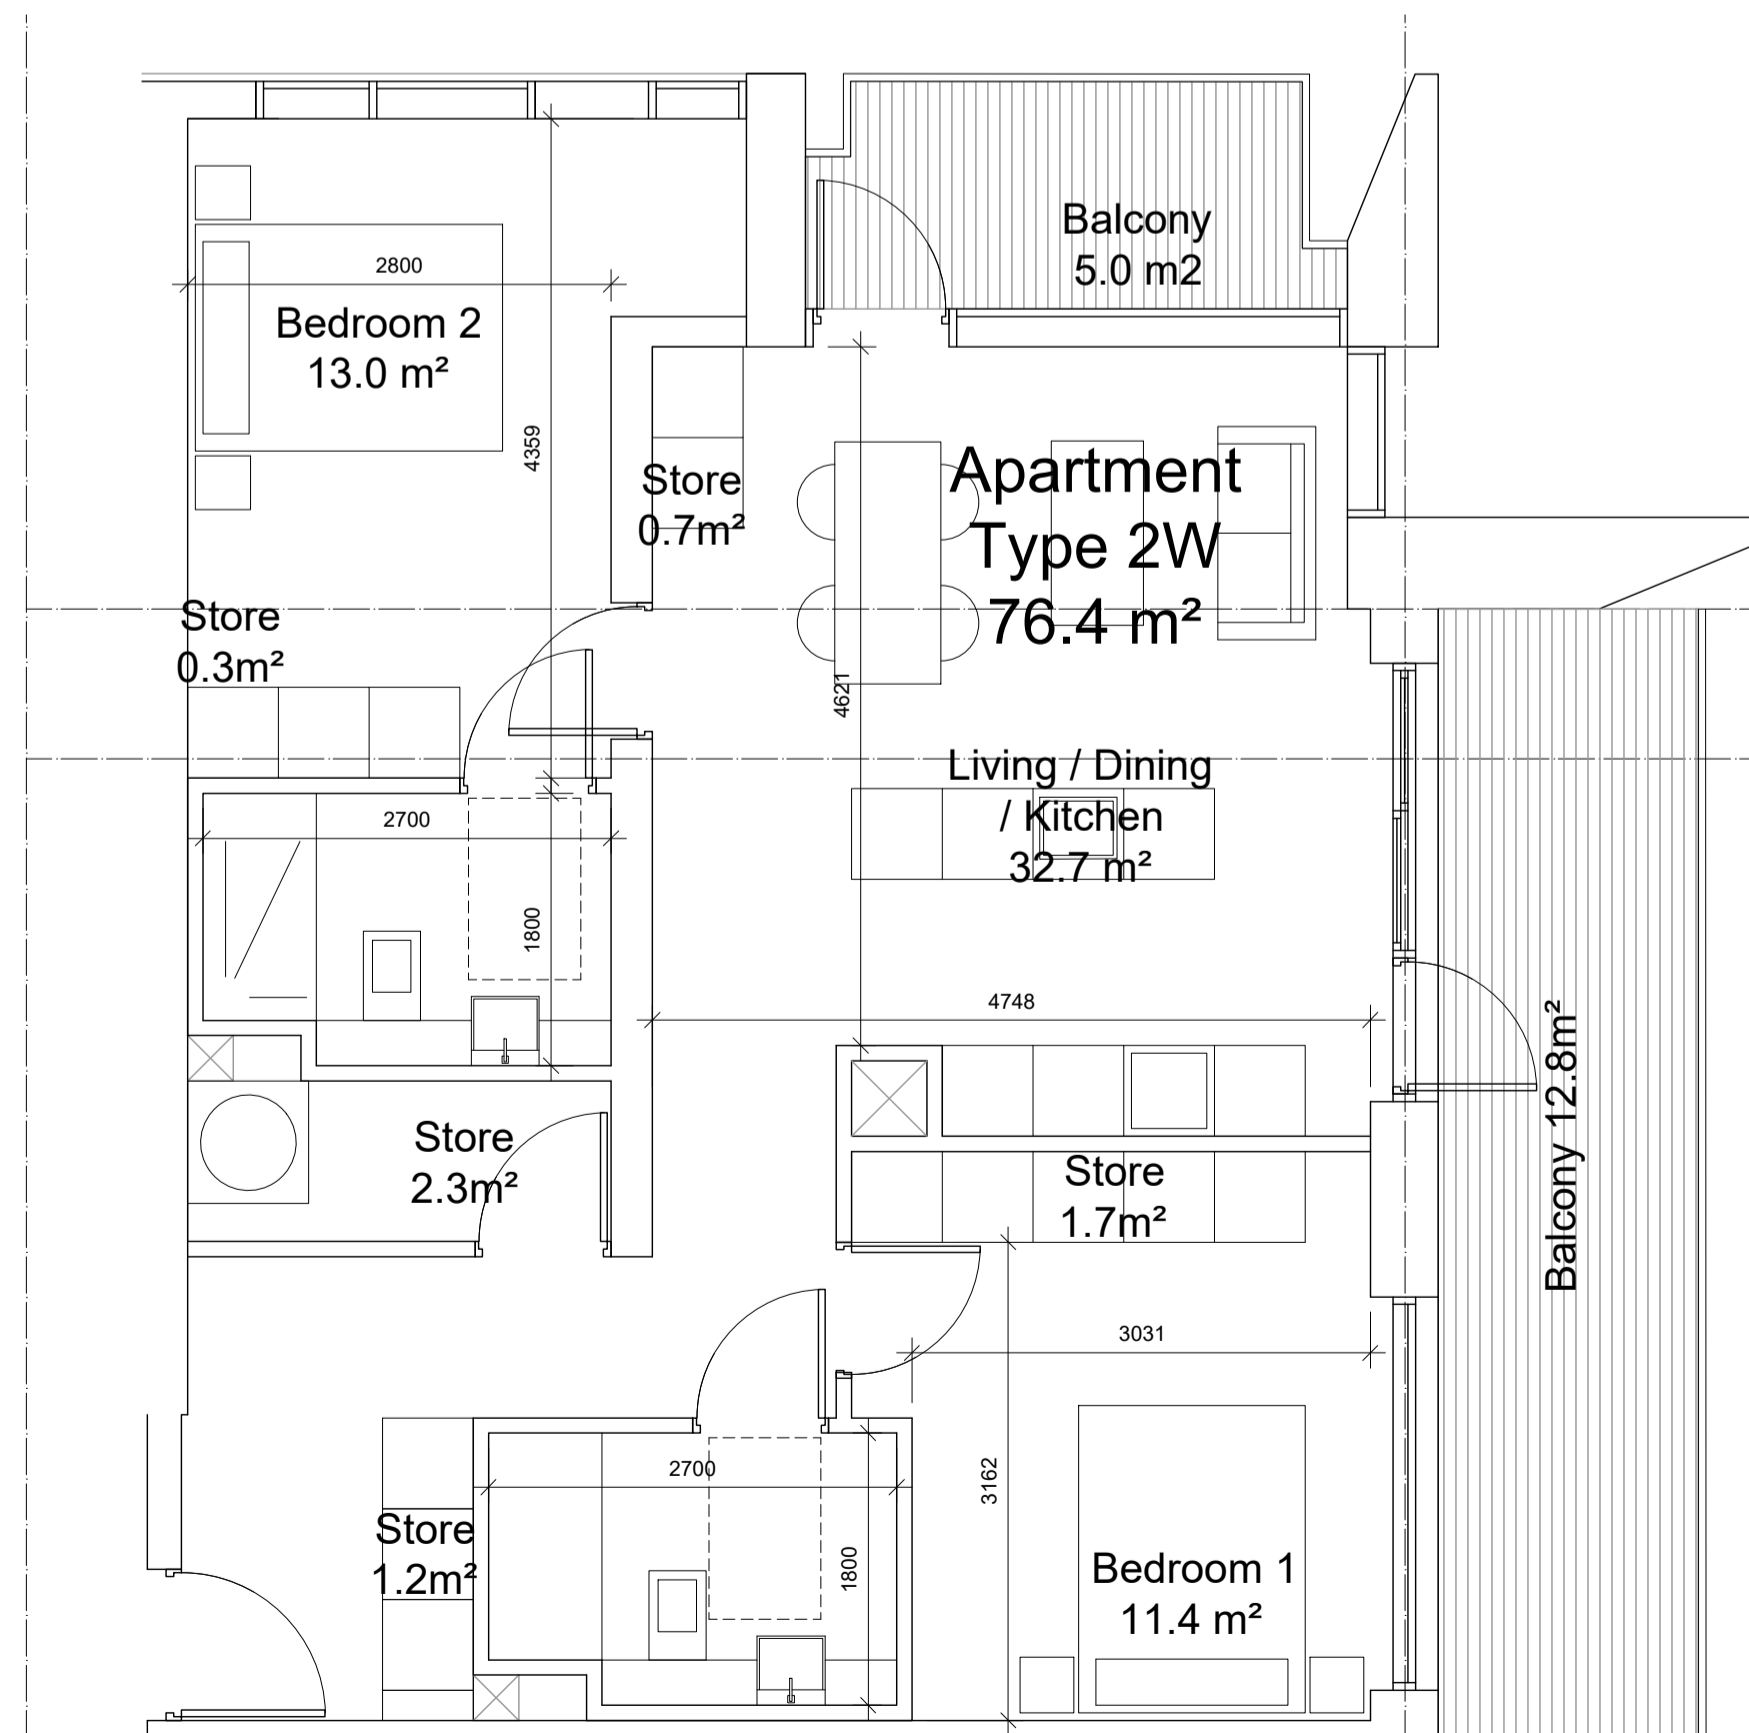 Balcony
5.0 m2
2800
Bedroom 2
13.0 m²
4359
Store
0.7m²
Apartment
Type 2W
76.4 m²
Store
0.3m²
4621
Living / Dining
/ Kitchen
32.7 m²
2700
1800
4748
Balcony 12.8m²
Store
2.3m²
Store
1.7m²
3031
2700
3162
Store
1.2m²
1800
Bedroom 1
11.4 m²